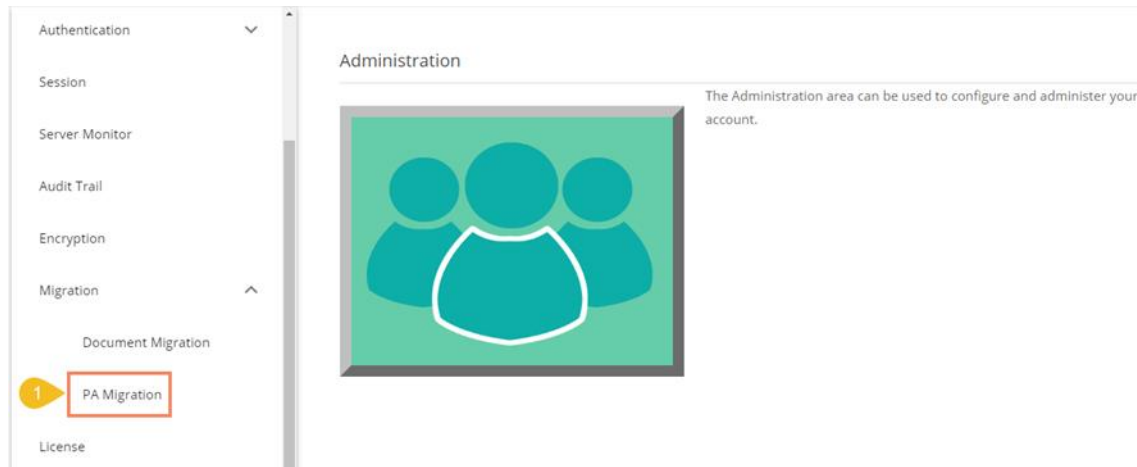 Authentication
Session
Server Monitor
Audit Trail
Encryption
Migration
Document Migration
1 PA Migration
License
Administration
The Administration area can be used to configure and administer your
account.